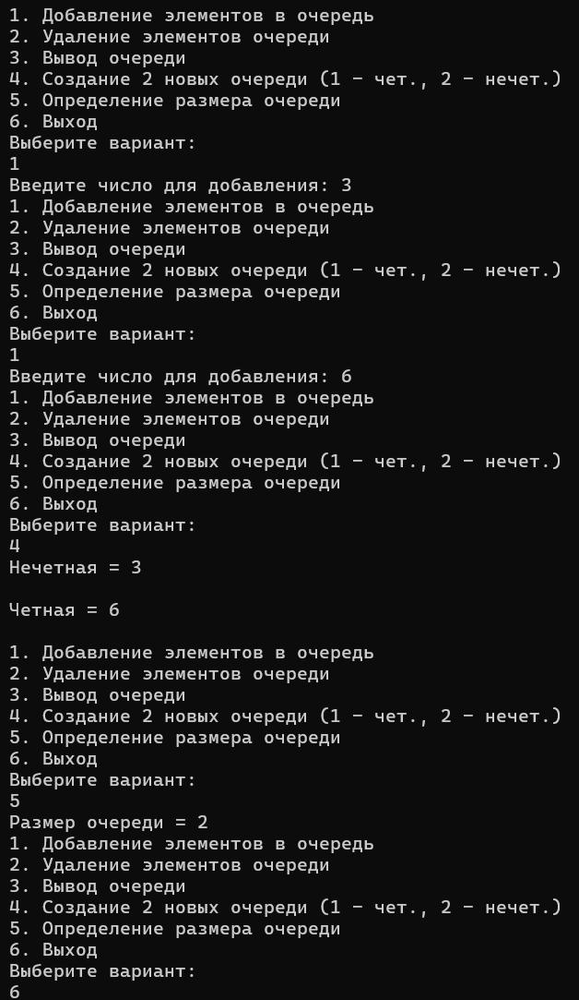 1. Добавление элементов в очередь
2. Удаление элементов очереди
3. Вывод очереди
4. Создание 2 новых очереди (1 - чет., 2 - нечет.)
5. Определение размера очереди
6. Выход
Выберите вариант:
1
Введите число для добавления: 3
1. Добавление элементов в очередь
2. Удаление элементов очереди
3. Вывод очереди
4. Создание 2 новых очереди (1 - чет., 2 - нечет.)
5. Определение размера очереди
6. Выход
Выберите вариант:
1
Введите число для добавления: 6
1. Добавление элементов в очередь
2. Удаление элементов очереди
3. Вывод очереди
4. Создание 2 новых очереди (1 - чет., 2 - нечет.)
5. Определение размера очереди
6. Выход
Выберите вариант:
4
Нечетная = 3
Четная = 6
1. Добавление элементов в очередь
2. Удаление элементов очереди
3. Вывод очереди
4. Создание 2 новых очереди (1 - чет., 2 - нечет.)
5. Определение размера очереди
6. Выход
Выберите вариант:
5
Размер очереди = 2
1. Добавление элементов в очередь
2. Удаление элементов очереди
3. Вывод очереди
4. Создание 2 новых очереди (1 - чет., 2 - нечет.)
5. Определение размера очереди
6. Выход
Выберите вариант:
6